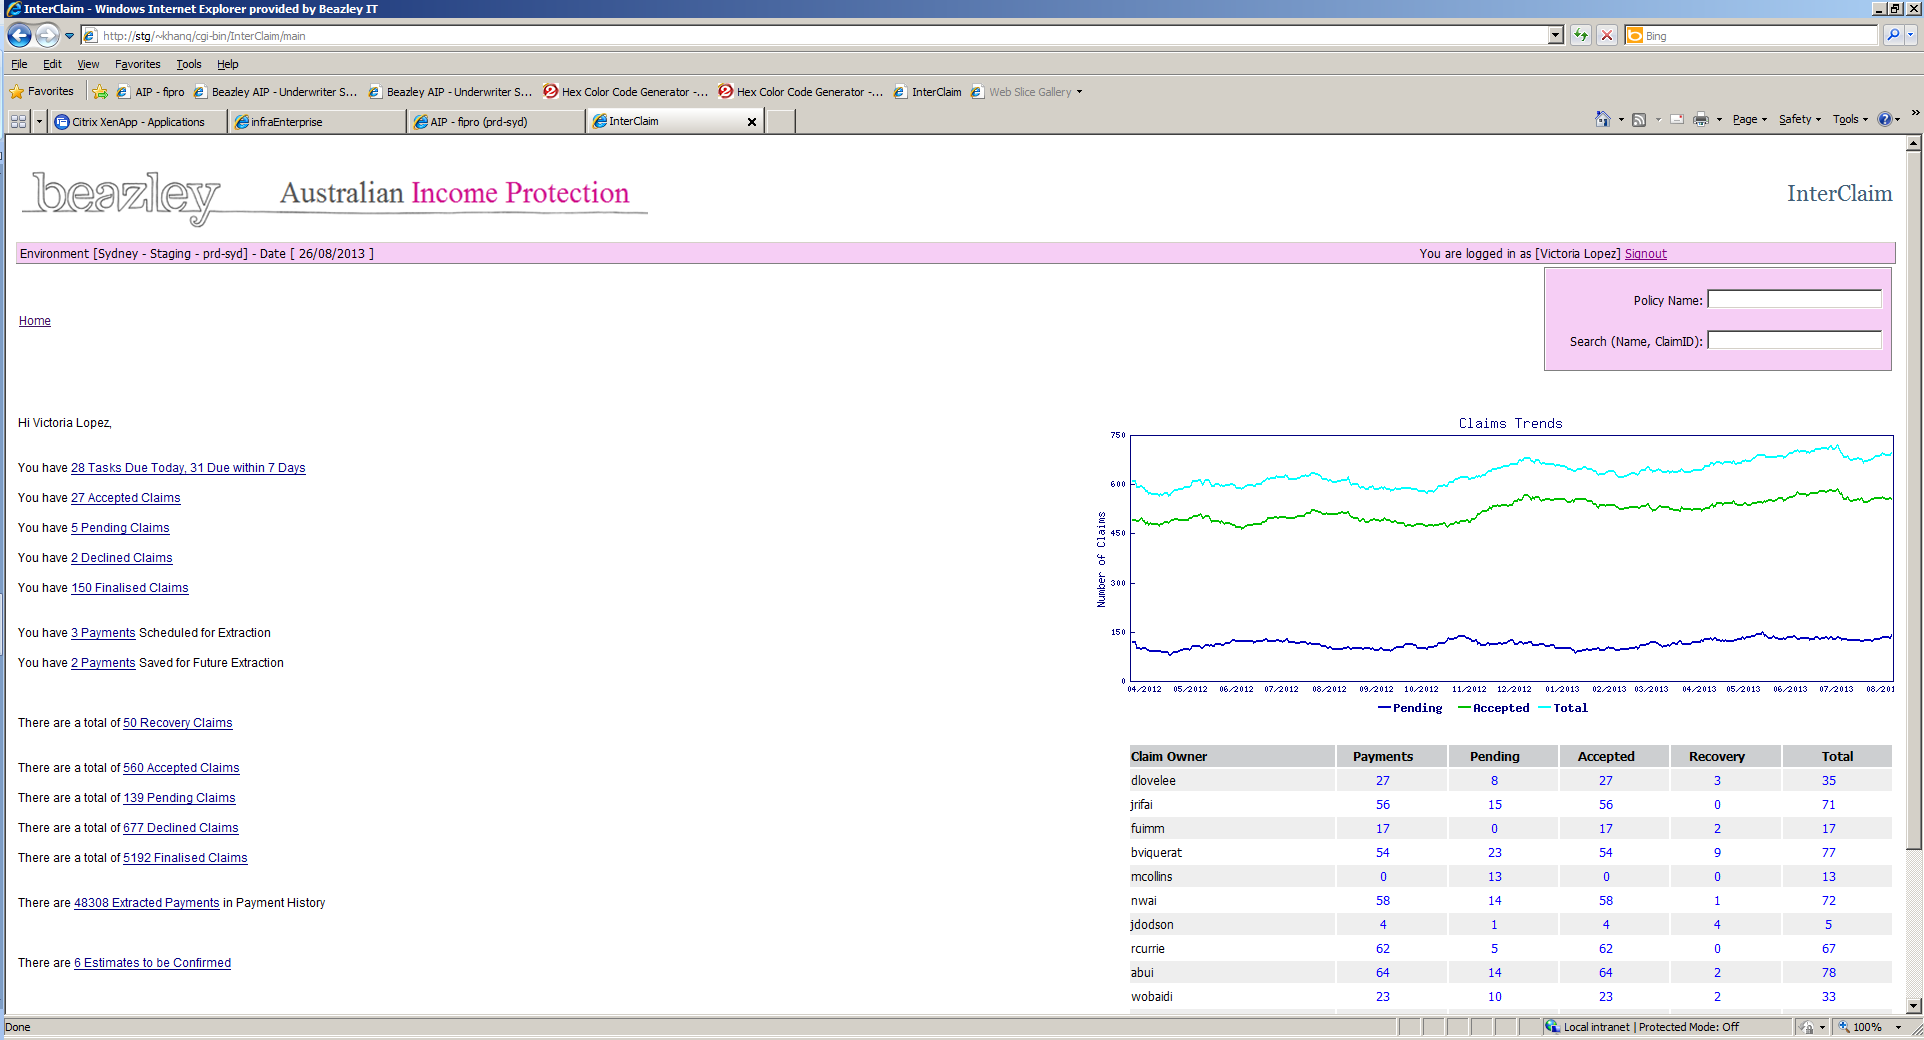 InterClaim - Windows Internet Explorer provided by Beazley IT
http://stg/~khanq/cgi-bin/InterClaim/main
Bing
File Edit View Favorites Tools Help
Favorites AIP - fipro Beazley AIP - Underwriter S... Beazley AIP - Underwriter S... Hex Color Code Generator -... Hex Color Code Generator -... InterClaim Web Slice Gallery
Citrix XenApp - Applications infraEnterprise AIP - fipro (prd-syd) InterClaim Page Safety Tools
beazley Australian Income Protection InterClaim
Environment [Sydney - Staging - prd-syd] - Date [ 26/08/2013 ] You are logged in as [Victoria Lopez] Signout
Policy Name:
Home
Search (Name, ClaimID):
Hi Victoria Lopez,
You have 28 Tasks Due Today, 31 Due within 7 Days
You have 27 Accepted Claims
You have 5 Pending Claims
You have 2 Declined Claims
You have 150 Finalised Claims
You have 3 Payments Scheduled for Extraction
You have 2 Payments Saved for Future Extraction
There are a total of 50 Recovery Claims
There are a total of 560 Accepted Claims
There are a total of 139 Pending Claims
There are a total of 677 Declined Claims
There are a total of 5192 Finalised Claims
There are 48308 Extracted Payments in Payment History
There are 6 Estimates to be Confirmed
Claims Trends
Number of Claims
750
600
450
300
150
0
04/2012 05/2012 06/2012 07/2012 08/2012 09/2012 10/2012 11/2012 12/2012 01/2013 02/2013 03/2013 04/2013 05/2013 06/2013 07/2013 08/201
Pending Accepted Total
Claim Owner Payments Pending Accepted Recovery Total
dlovelee 27 8 27 3 35
jrifai 56 15 56 0 71
fuimm 17 0 17 2 17
bviquerat 54 23 54 9 77
mcollins 0 13 0 0 13
nwai 58 14 58 1 72
jdodson 4 1 4 4 5
rcurrie 62 5 62 0 67
abui 64 14 64 2 78
wobaidi 23 10 23 2 33
Done Local intranet | Protected Mode: Off 100%